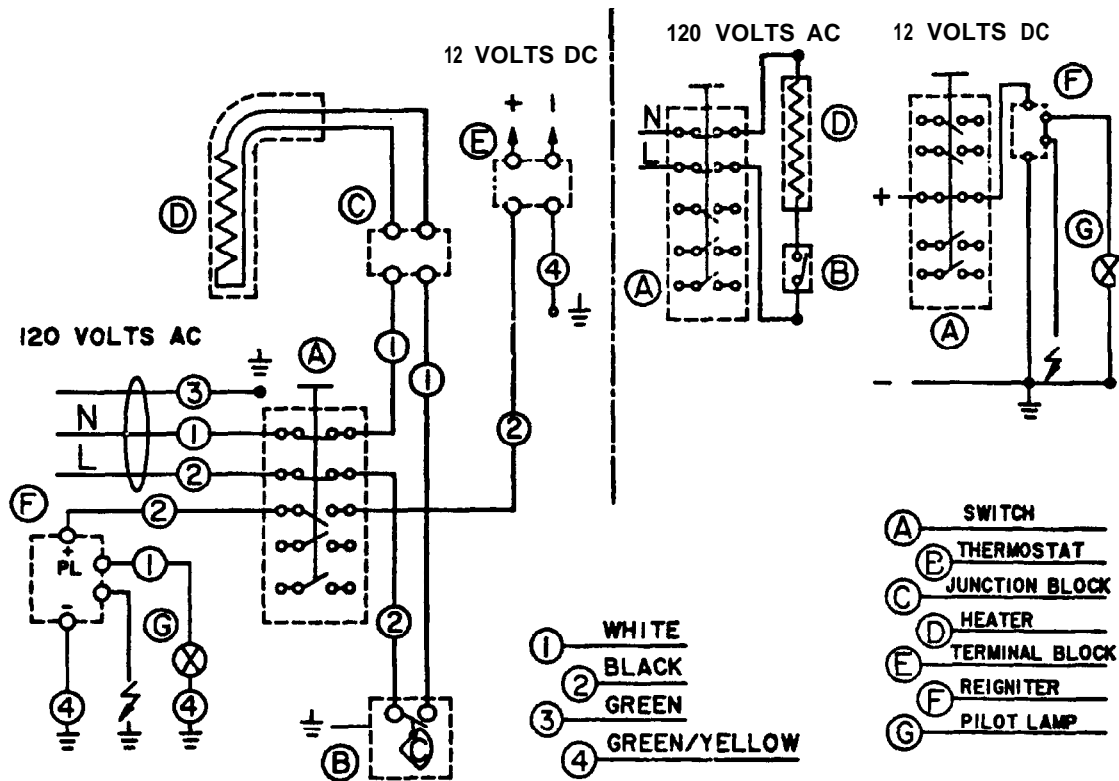 12 VOLTS DC
+ -
E
D
C
4
120 VOLTS AC
A
1 1
3
N 1
L 2
2
F 2
+
PL 1
-
G
2
4 4
B
120 VOLTS AC
N
L
D
A
B
12 VOLTS DC
F
+
G
A
-
1 WHITE
2 BLACK
3 GREEN
4 GREEN/YELLOW
A SWITCH
B THERMOSTAT
C JUNCTION BLOCK
D HEATER
E TERMINAL BLOCK
F REIGNITER
G PILOT LAMP